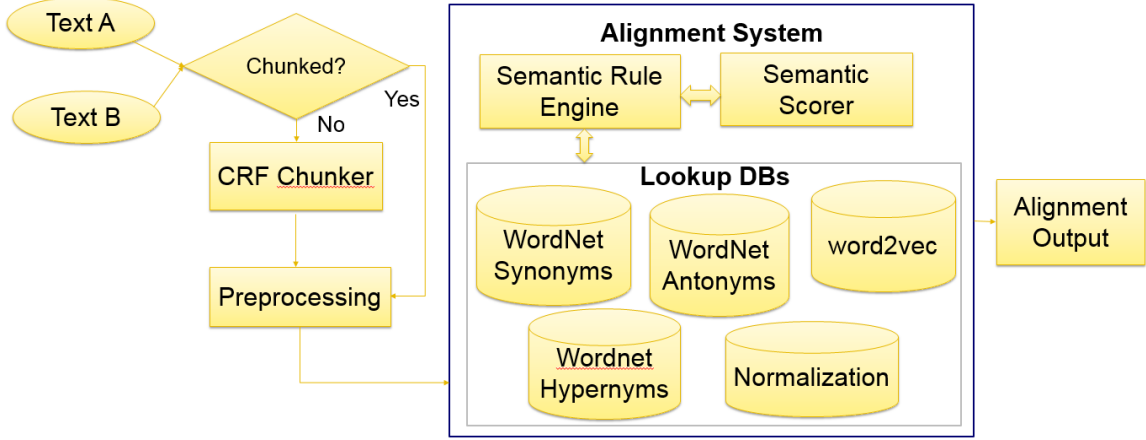 Text A
Text B
Chunked?
Yes
No
CRF Chunker
Preprocessing
Alignment System
Semantic Rule
Engine
Semantic
Scorer
Lookup DBs
WordNet
Synonyms
WordNet
Antonyms
word2vec
Wordnet
Hypernyms
Normalization
Alignment
Output